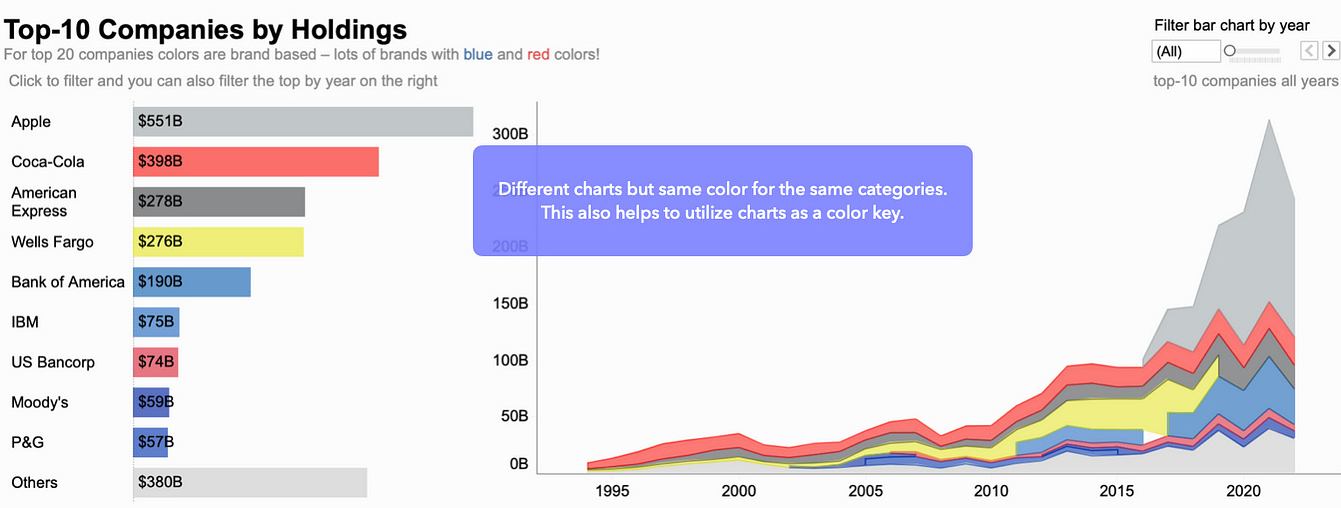 Top-10 Companies by Holdings
For top 20 companies colors are brand based – lots of brands with blue and red colors!
Click to filter and you can also filter the top by year on the right
Filter bar chart by year
(All)
top-10 companies all years
Apple
$551B
Coca-Cola
$398B
American
Express
$278B
Wells Fargo
$276B
Bank of America
$190B
IBM
$75B
US Bancorp
$74B
Moody's
$59B
P&G
$57B
Others
$380B
300B
Different charts but same color for the same categories.
This also helps to utilize charts as a color key.
200B
150B
100B
50B
0B
1995
2000
2005
2010
2015
2020